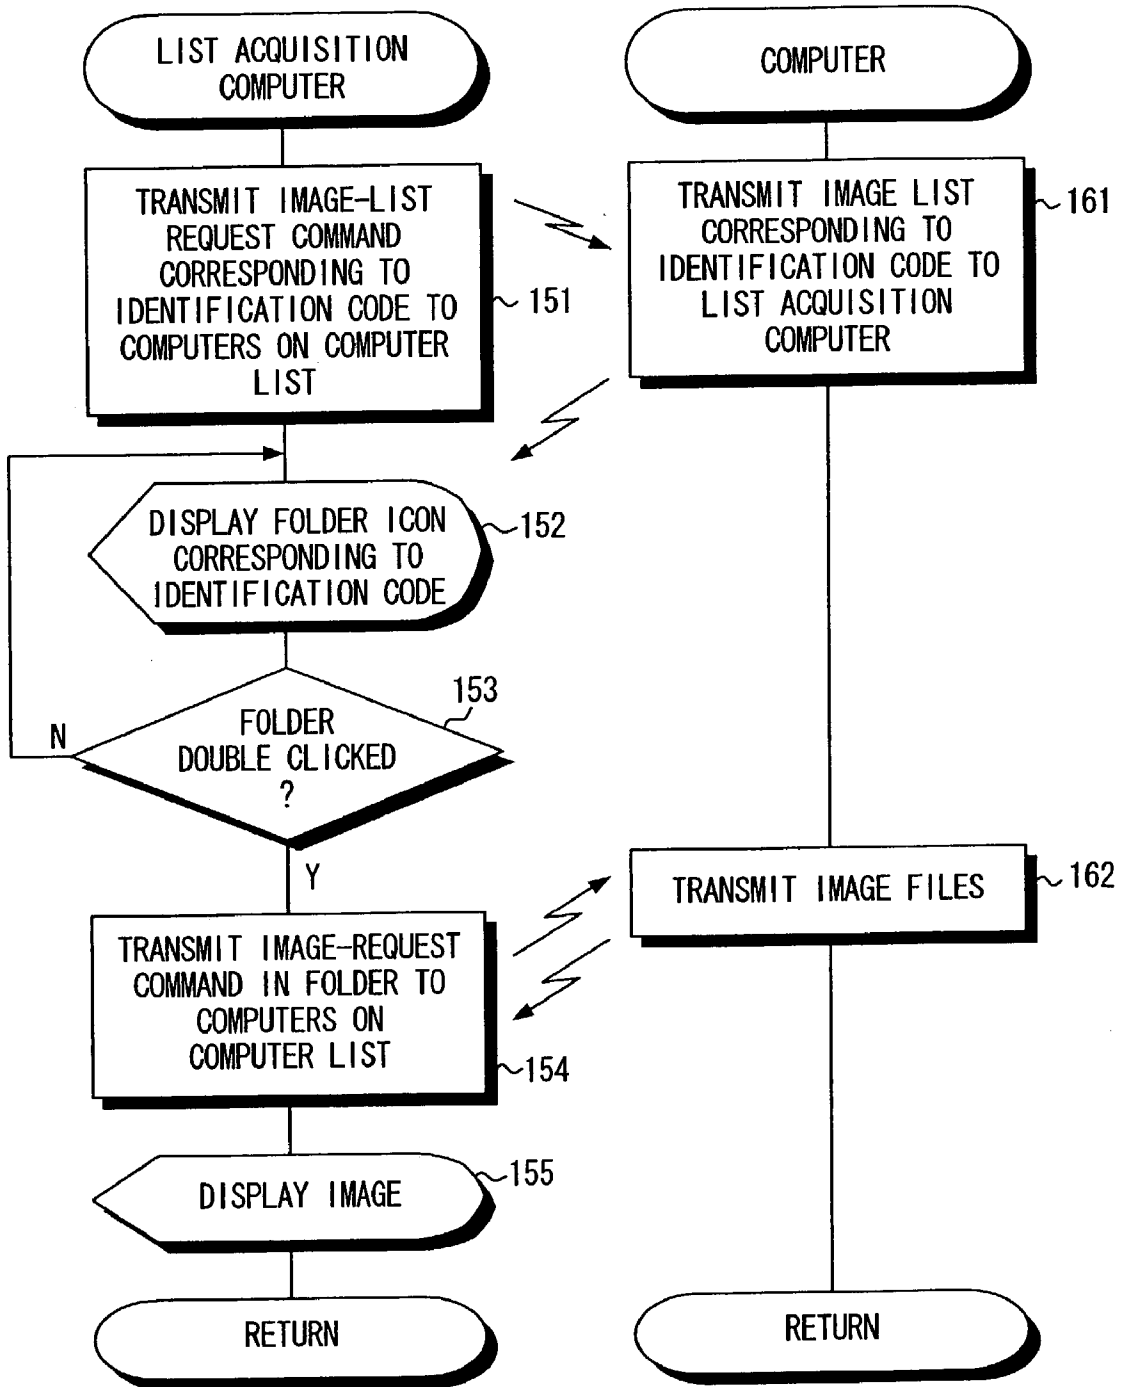 LIST ACQUISITION
COMPUTER
TRANSMIT IMAGE-LIST
REQUEST COMMAND
CORRESPONDING TO
IDENTIFICATION CODE TO
COMPUTERS ON COMPUTER
LIST
151
DISPLAY FOLDER ICON
CORRESPONDING TO
IDENTIFICATION CODE
152
153
FOLDER
DOUBLE CLICKED
?
N
Y
TRANSMIT IMAGE-REQUEST
COMMAND IN FOLDER TO
COMPUTERS ON
COMPUTER LIST
154
DISPLAY IMAGE
155
RETURN
COMPUTER
TRANSMIT IMAGE LIST
CORRESPONDING TO
IDENTIFICATION CODE TO
LIST ACQUISITION
COMPUTER
161
TRANSMIT IMAGE FILES
162
RETURN